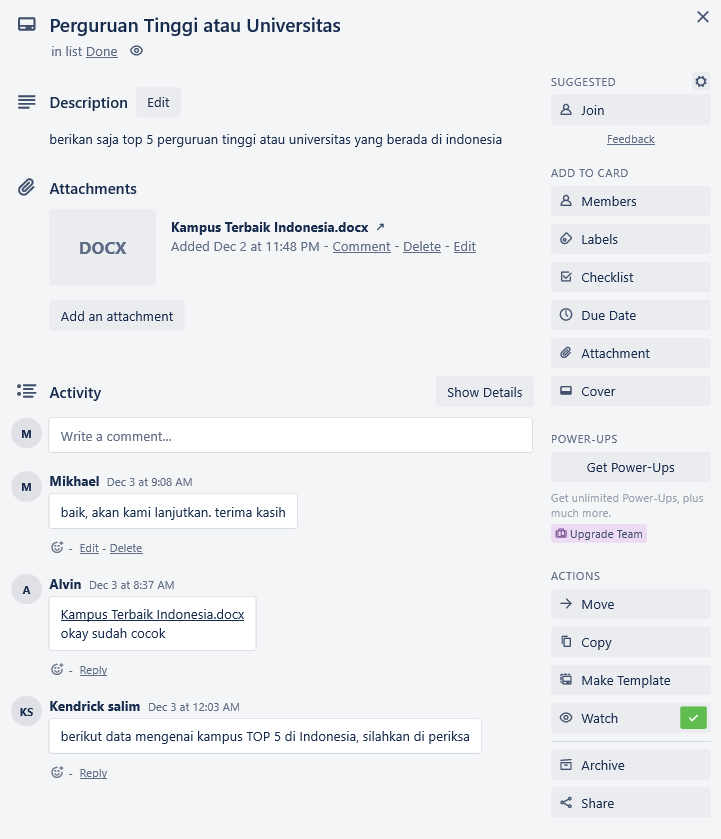 Perguruan Tinggi atau Universitas
in list Done
Description Edit
berikan saja top 5 perguruan tinggi atau universitas yang berada di indonesia
Attachments
DOCX
Kampus Terbaik Indonesia.docx ↗
Added Dec 2 at 11:48 PM - Comment - Delete - Edit
Add an attachment
Activity Show Details
M Write a comment...
M Mikhael Dec 3 at 9:08 AM
baik, akan kami lanjutkan. terima kasih
- Edit - Delete
A Alvin Dec 3 at 8:37 AM
Kampus Terbaik Indonesia.docx
okay sudah cocok
- Reply
KS Kendrick salim Dec 3 at 12:03 AM
berikut data mengenai kampus TOP 5 di Indonesia, silahkan di periksa
- Reply
SUGGESTED
Join
Feedback
ADD TO CARD
Members
Labels
Checklist
Due Date
Attachment
Cover
POWER-UPS
Get Power-Ups
Get unlimited Power-Ups, plus
much more.
Upgrade Team
ACTIONS
Move
Copy
Make Template
Watch
Archive
Share